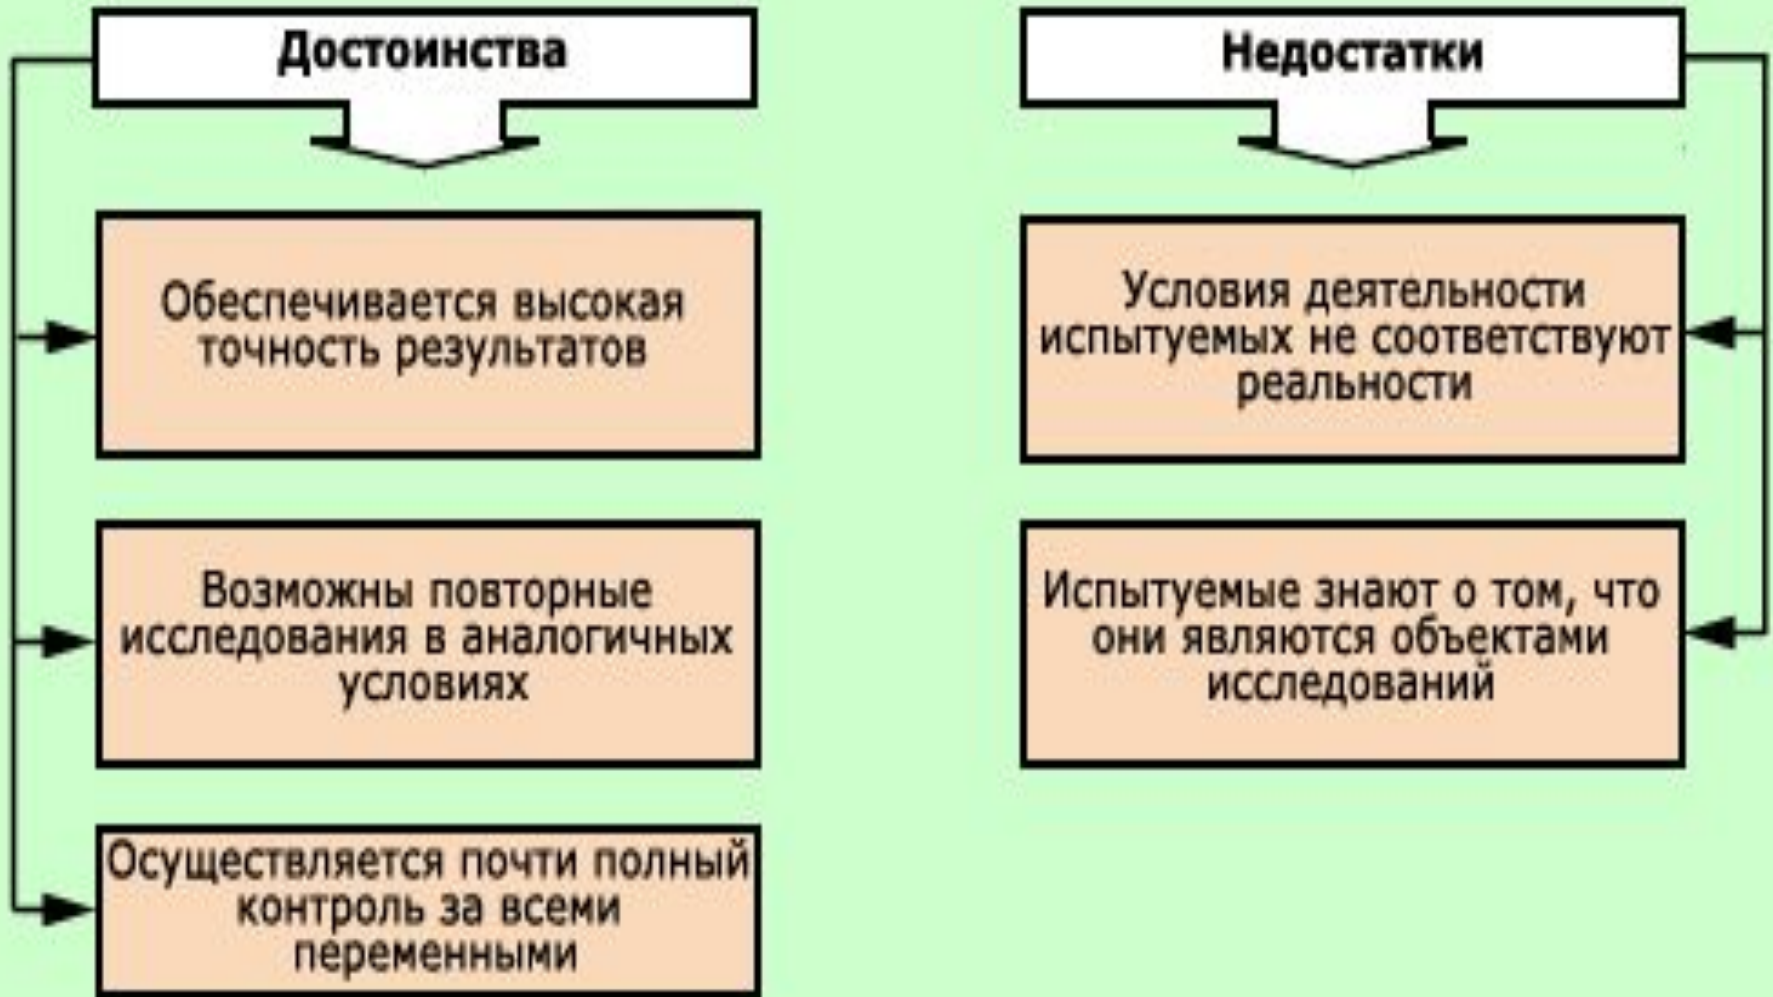 Достоинства
Обеспечивается высокая
точность результатов
Возможны повторные
исследования в аналогичных
условиях
Осуществляется почти полный
контроль за всеми
переменными
Недостатки
Условия деятельности
испытуемых не соответствуют
реальности
Испытуемые знают о том, что
они являются объектами
исследований